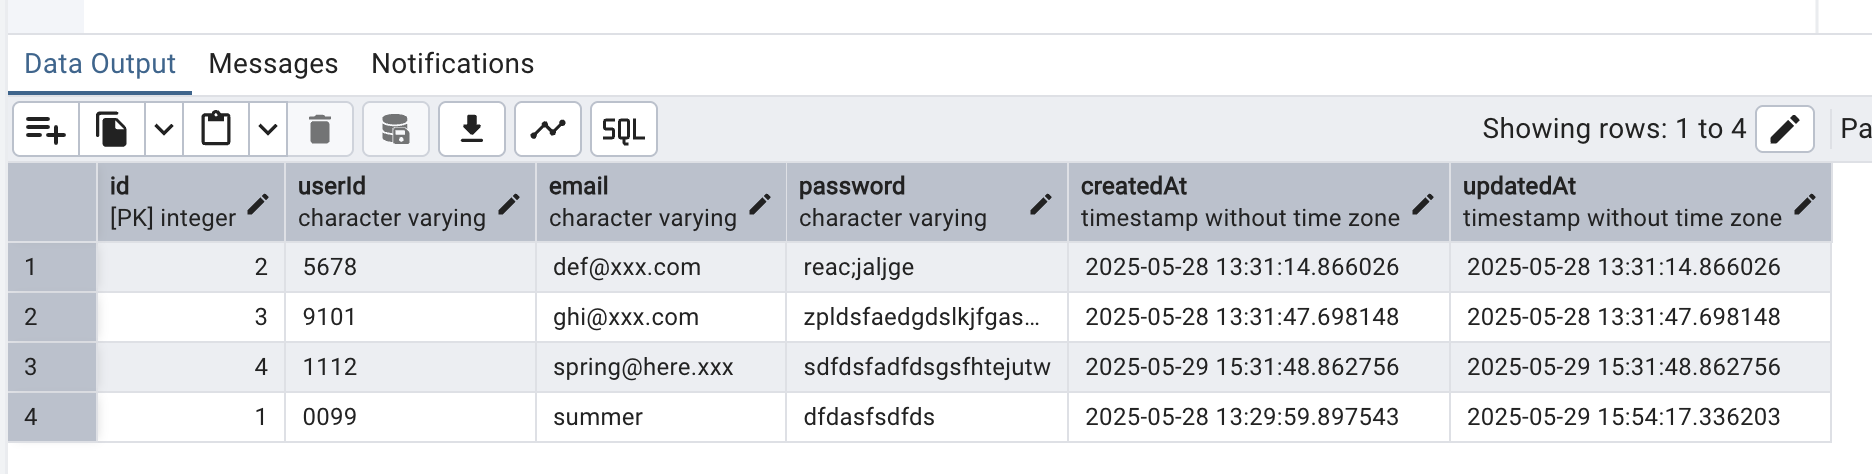 Data Output Messages Notifications
SQL Showing rows: 1 to 4 Pa
id userId email password createdAt updatedAt
[PK] integer character varying character varying character varying timestamp without time zone timestamp without time zone
1 2 5678 def@xxx.com reac;jaljge 2025-05-28 13:31:14.866026 2025-05-28 13:31:14.866026
2 3 9101 ghi@xxx.com zpldsfaedgdslkjfgas... 2025-05-28 13:31:47.698148 2025-05-28 13:31:47.698148
3 4 1112 spring@here.xxx sdfdsfadfdsgsfhtejutw 2025-05-29 15:31:48.862756 2025-05-29 15:31:48.862756
4 1 0099 summer dfdasfsdfds 2025-05-28 13:29:59.897543 2025-05-29 15:54:17.336203